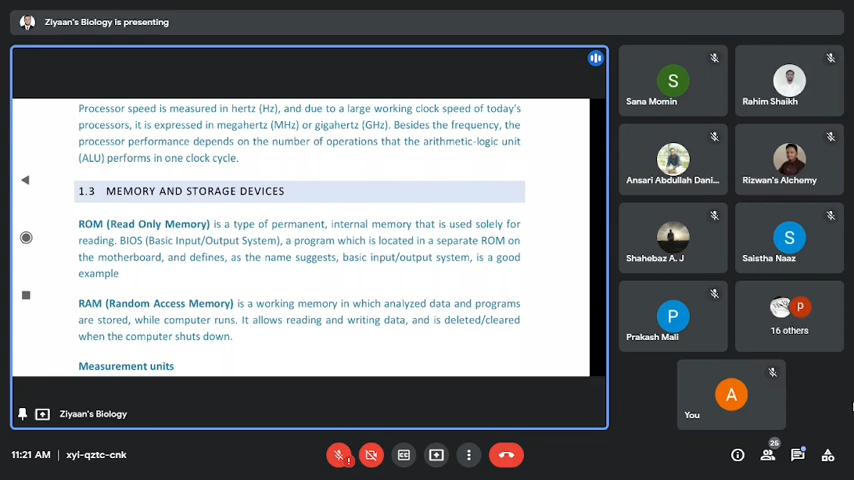 Ziyaan's Biology is presenting
Processor speed is measured in hertz (Hz), and due to a large working clock speed of today's
processors, it is expressed in megahertz (MHz) or gigahertz (GHz). Besides the frequency, the
processor performance depends on the number of operations that the arithmetic-logic unit
(ALU) performs in one clock cycle.
1.3 MEMORY AND STORAGE DEVICES
ROM (Read Only Memory) is a type of permanent, internal memory that is used solely for
reading. BIOS (Basic Input/Output System), a program which is located in a separate ROM on
the motherboard, and defines, as the name suggests, basic input/output system, is a good
example
RAM (Random Access Memory) is a working memory in which analyzed data and programs
are stored, while computer runs. It allows reading and writing data, and is deleted/cleared
when the computer shuts down.
Measurement units
Ziyaan's Biology
S
Sana Momin
Rahim Shaikh
Ansari Abdullah Dani...
Rizwan's Alchemy
Shahebaz A. J
S
Saistha Naaz
P
Prakash Mali
p
16 others
A
You
11:21 AM | xyi-qztc-cnk
25